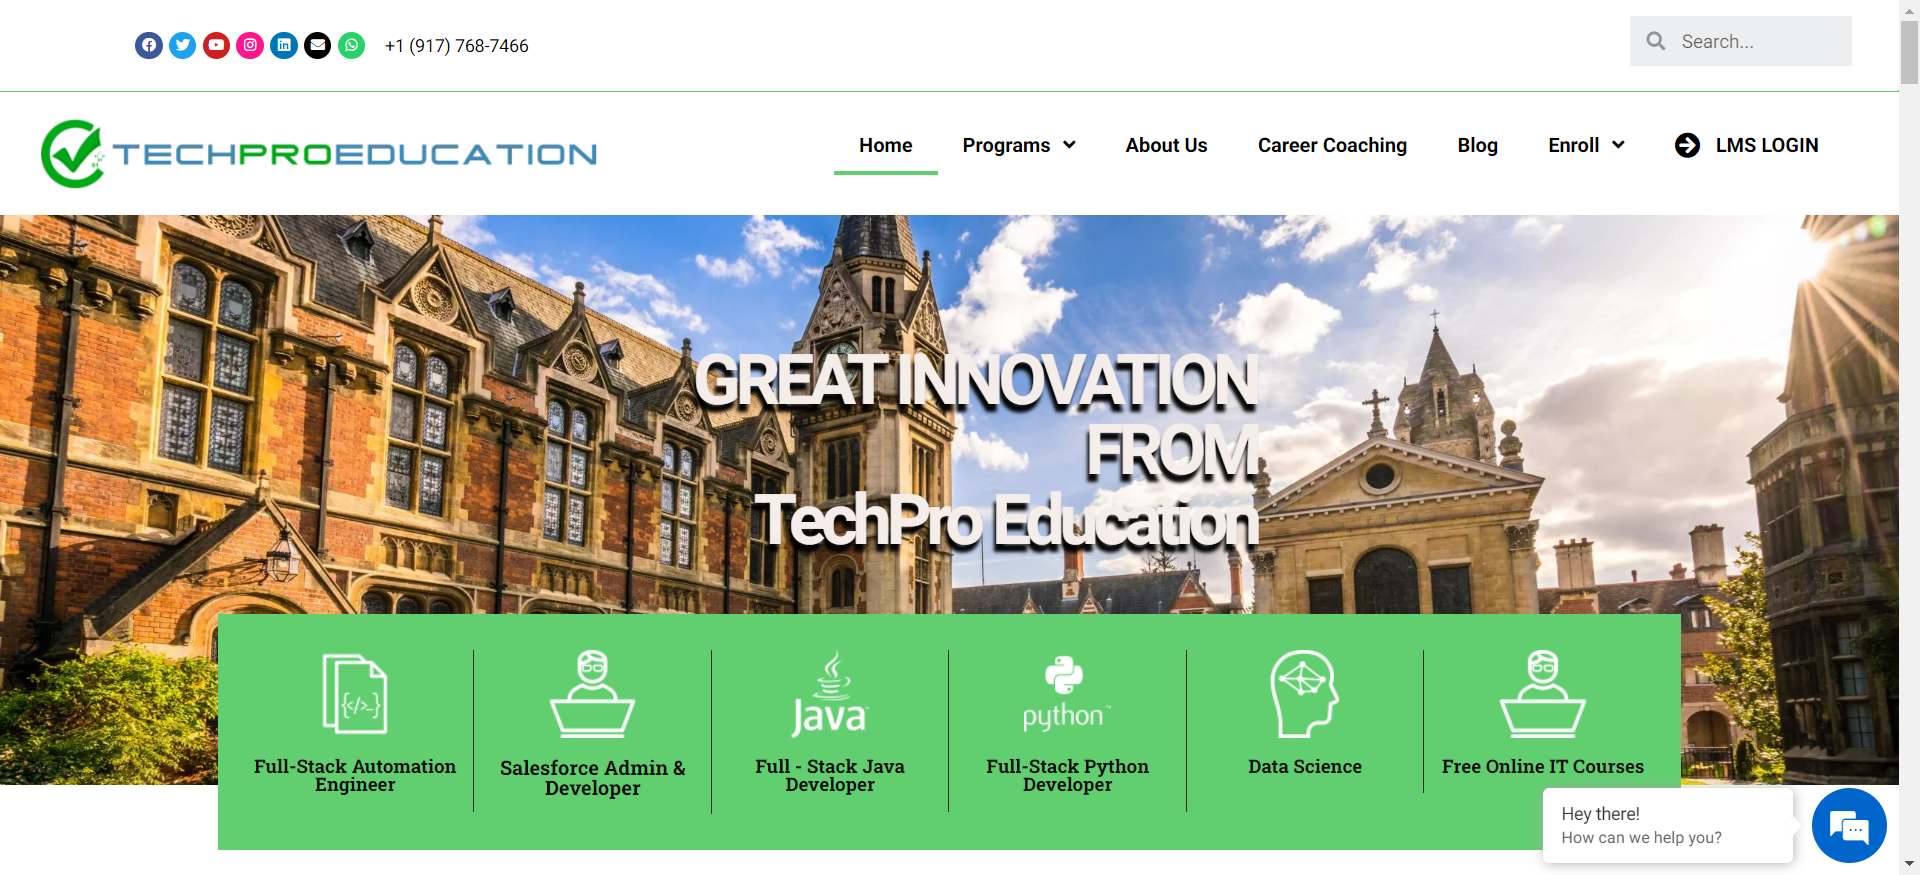 +1 (917) 768-7466
Search...
TECHPROEDUCATION
Home Programs About Us Career Coaching Blog Enroll LMS LOGIN
GREAT INNOVATION
FROM
TechPro Education
</_>
Java™
python™
Full-Stack Automation
Engineer
Salesforce Admin &
Developer
Full - Stack Java
Developer
Full-Stack Python
Developer
Data Science
Free Online IT Courses
Hey there!
How can we help you?